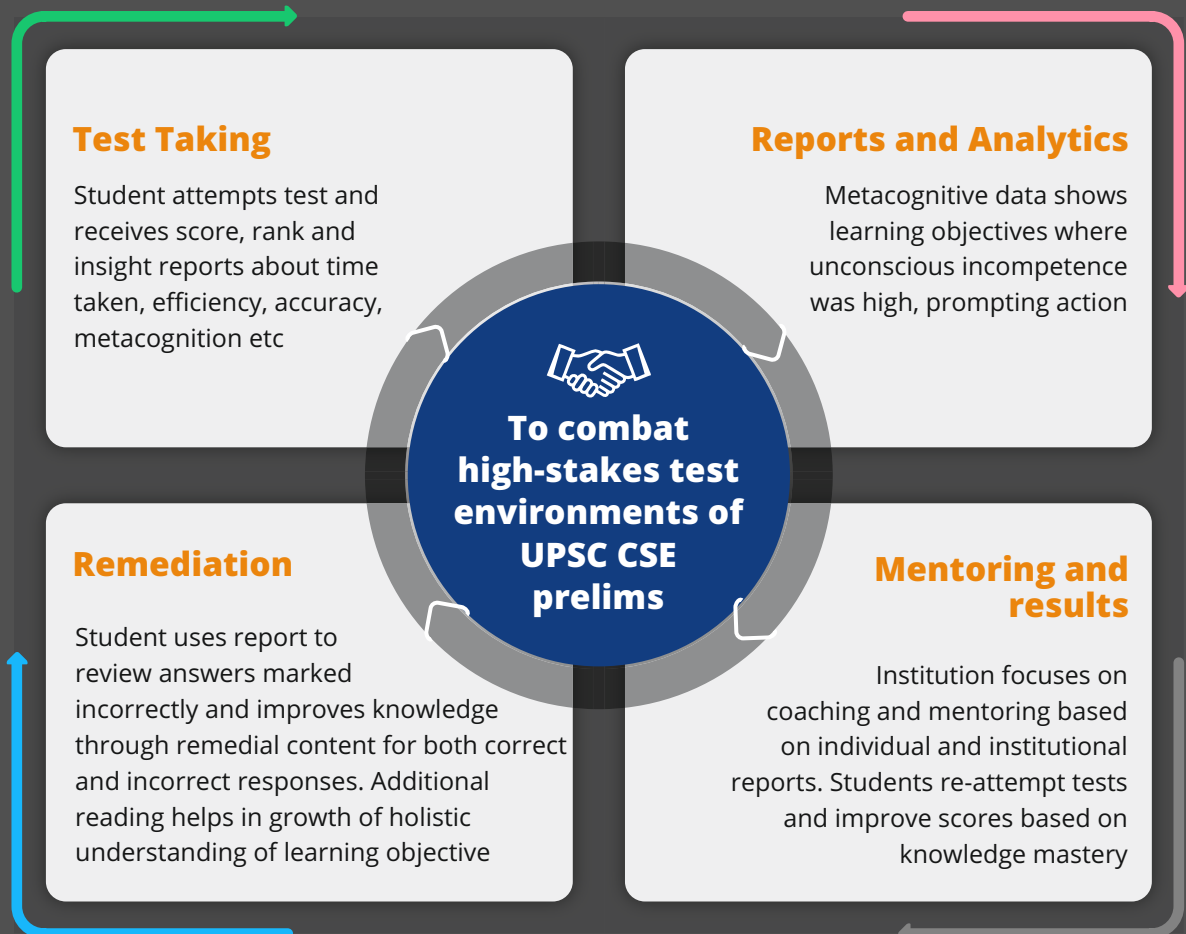 Test Taking
Student attempts test and
receives score, rank and
insight reports about time
taken, efficiency, accuracy,
metacognition etc
Reports and Analytics
Metacognitive data shows
learning objectives where
unconscious incompetence
was high, prompting action
To combat
high-stakes test
environments of
UPSC CSE
prelims
Remediation
Student uses report to
review answers marked
incorrectly and improves knowledge
through remedial content for both correct
and incorrect responses. Additional
reading helps in growth of holistic
understanding of learning objective
Mentoring and
results
Institution focuses on
coaching and mentoring based
on individual and institutional
reports. Students re-attempt tests
and improve scores based on
knowledge mastery